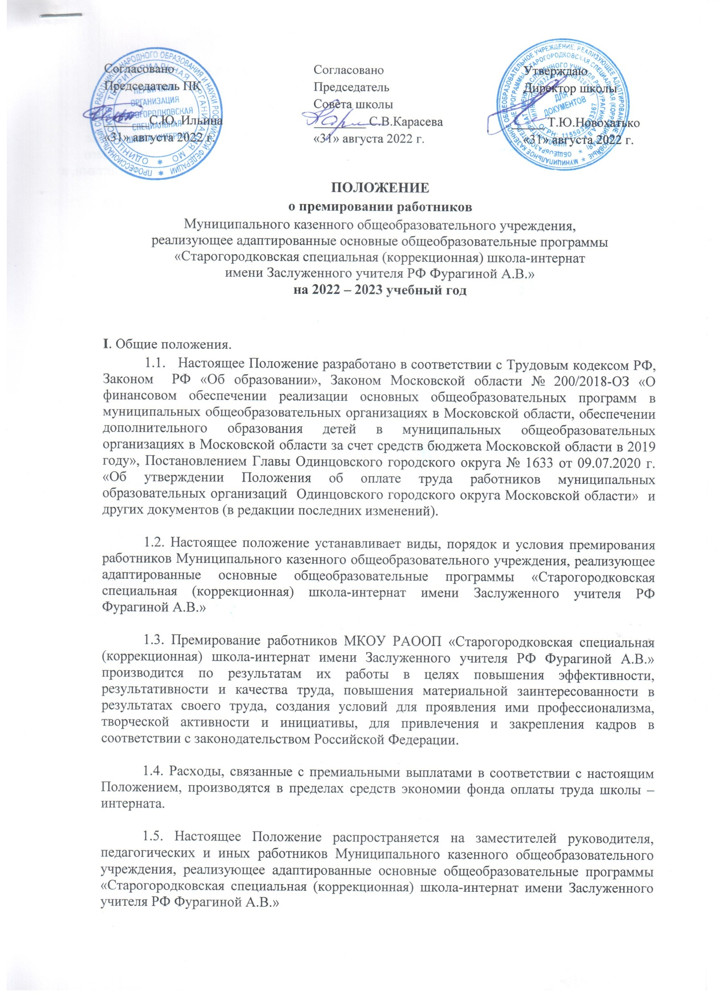 Согласовано
Председатель ПК
С.Ю. Ильина
«31» августа 2022 г.
Согласовано
Председатель
Совета школы
С.В.Карасева
«31» августа 2022 г.
Утверждаю
Директор школы
Т.Ю.Новохатько
«31» августа 2022 г.
ОРГАНИЗАЦИЯ
СПЕЦИАЛЬНАЯ
ДЛЯ
ДОКУМЕНТОВ
ПОЛОЖЕНИЕ
о премировании работников
Муниципального казенного общеобразовательного учреждения,
реализующее адаптированные основные общеобразовательные программы
«Старогородковская специальная (коррекционная) школа-интернат
имени Заслуженного учителя РФ Фурагиной А.В.»
на 2022 – 2023 учебный год
I. Общие положения.
1.1. Настоящее Положение разработано в соответствии с Трудовым кодексом РФ,
Законом РФ «Об образовании», Законом Московской области № 200/2018-ОЗ «О
финансовом обеспечении реализации основных общеобразовательных программ в
муниципальных общеобразовательных организациях в Московской области, обеспечении
дополнительного образования детей в муниципальных общеобразовательных
организациях в Московской области за счет средств бюджета Московской области в 2019
году», Постановлением Главы Одинцовского городского округа № 1633 от 09.07.2020 г.
«Об утверждении Положения об оплате труда работников муниципальных
образовательных организаций Одинцовского городского округа Московской области» и
других документов (в редакции последних изменений).
1.2. Настоящее положение устанавливает виды, порядок и условия премирования
работников Муниципального казенного общеобразовательного учреждения, реализующее
адаптированные основные общеобразовательные программы «Старогородковская
специальная (коррекционная) школа-интернат имени Заслуженного учителя РФ
Фурагиной А.В.»
1.3. Премирование работников МКОУ РАООП «Старогородковская специальная
(коррекционная) школа-интернат имени Заслуженного учителя РФ Фурагиной А.В.»
производится по результатам их работы в целях повышения эффективности,
результативности и качества труда, повышения материальной заинтересованности в
результатах своего труда, создания условий для проявления ими профессионализма,
творческой активности и инициативы, для привлечения и закрепления кадров в
соответствии с законодательством Российской Федерации.
1.4. Расходы, связанные с премиальными выплатами в соответствии с настоящим
Положением, производятся в пределах средств экономии фонда оплаты труда школы –
интерната.
1.5. Настоящее Положение распространяется на заместителей руководителя,
педагогических и иных работников Муниципального казенного общеобразовательного
учреждения, реализующее адаптированные основные общеобразовательные программы
«Старогородковская специальная (коррекционная) школа-интернат имени Заслуженного
учителя РФ Фурагиной А.В.»